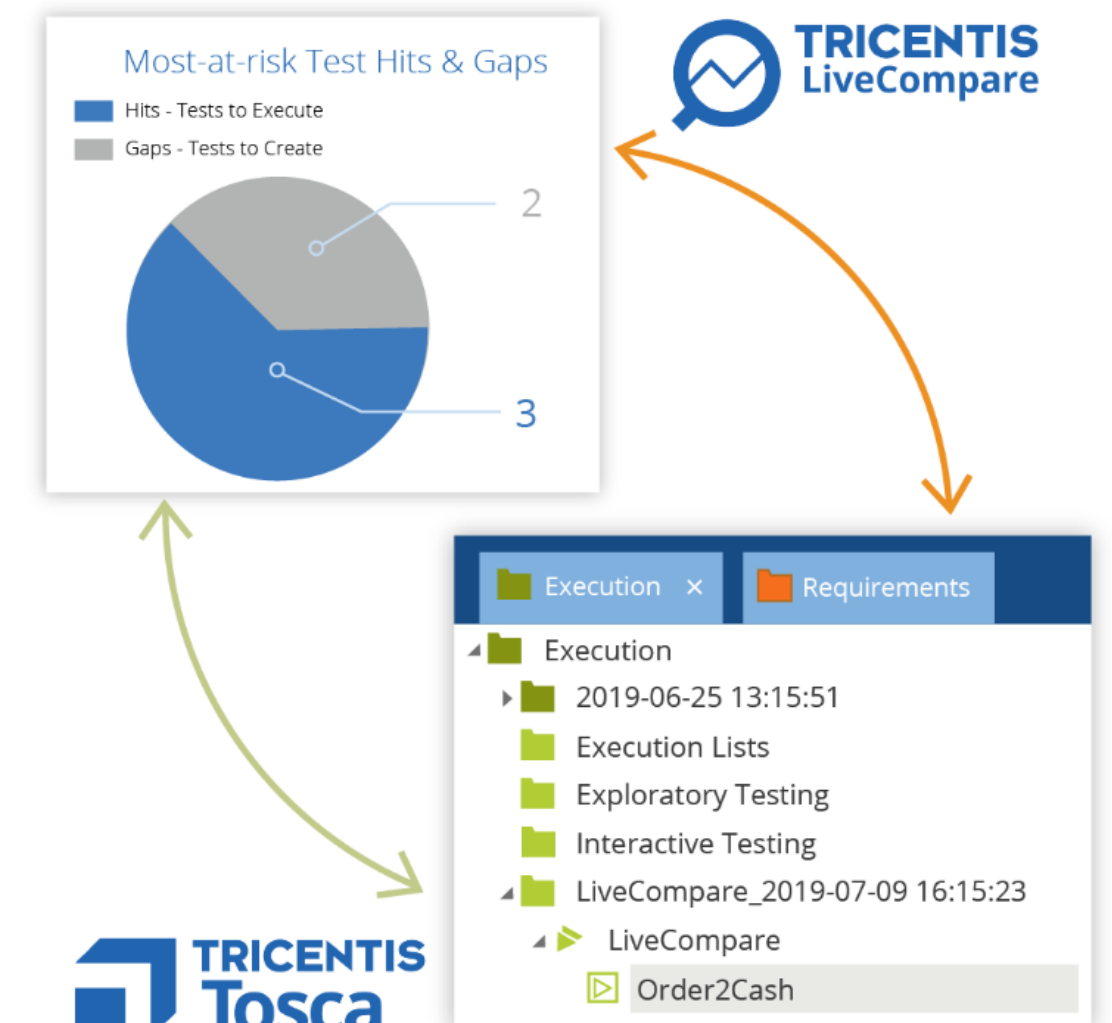 Most-at-risk Test Hits & Gaps
Hits - Tests to Execute
Gaps - Tests to Create
2
3
TRICENTIS
LiveCompare
Execution ×
Requirements
Execution
2019-06-25 13:15:51
Execution Lists
Exploratory Testing
Interactive Testing
LiveCompare_2019-07-09 16:15:23
LiveCompare
Order2Cash
TRICENTIS
Tosca